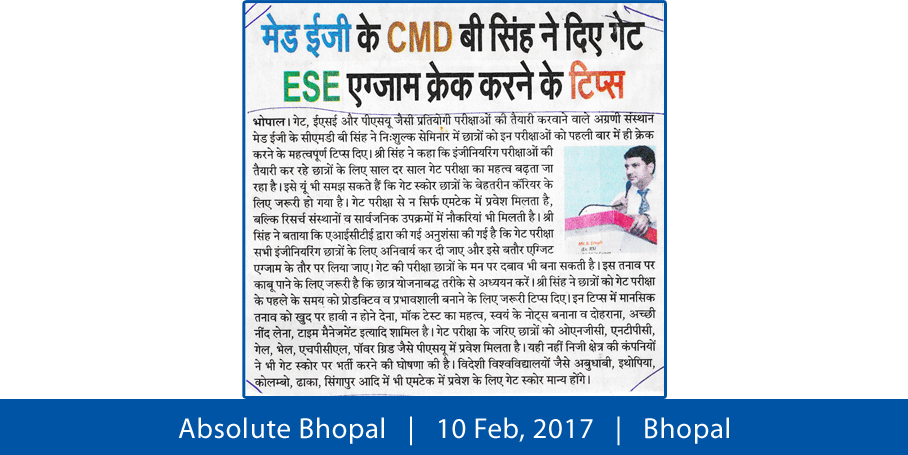 मेड ईजी के CMD बी सिंह ने दिए गेट
ESE एग्जाम क्रेक करने के टिप्स
भोपाल। गेट, ईएसई और पीएसयू जैसी प्रतियोगी परीक्षाओं की तैयारी करवाने वाले अग्रणी संस्थान
मेड ईजी के सीएमडी बी सिंह ने निःशुल्क सेमिनार में छात्रों को इन परीक्षाओं को पहली बार में ही क्रेक
करने के महत्वपूर्ण टिप्स दिए। श्री सिंह ने कहा कि इंजीनियरिंग परीक्षाओं की
तैयारी कर रहे छात्रों के लिए साल दर साल गेट परीक्षा का महत्व बढ़ता जा
रहा है। इसे यूं भी समझ सकते हैं कि गेट स्कोर छात्रों के बेहतरीन कॅरियर के
लिए जरूरी हो गया है। गेट परीक्षा से न सिर्फ एमटेक में प्रवेश मिलता है,
बल्कि रिसर्च संस्थानों व सार्वजनिक उपक्रमों में नौकरियां भी मिलती है। श्री
सिंह ने बताया कि एआईसीटीई द्वारा की गई अनुशंसा की गई है कि गेट परीक्षा
सभी इंजीनियरिंग छात्रों के लिए अनिवार्य कर दी जाए और इसे बतौर एग्जिट
एग्जाम के तौर पर लिया जाए। गेट की परीक्षा छात्रों के मन पर दबाव भी बना सकती है। इस तनाव पर
काबू पाने के लिए जरूरी है कि छात्र योजनाबद्ध तरीके से अध्ययन करें। श्री सिंह ने छात्रों को गेट परीक्षा
के पहले के समय को प्रोडक्टिव व प्रभावशाली बनाने के लिए जरूरी टिप्स दिए। इन टिप्स में मानसिक
तनाव को खुद पर हावी न होने देना, मॉक टेस्ट का महत्व, स्वयं के नोट्स बनाना व दोहराना, अच्छी
नींद लेना, टाइम मैनेजमेंट इत्यादि शामिल है। गेट परीक्षा के जरिए छात्रों को ओएनजीसी, एनटीपीसी,
गेल, भेल, एचपीसीएल, पॉवर ग्रिड जैसे पीएसयू में प्रवेश मिलता है। यही नहीं निजी क्षेत्र की कंपनियों
ने भी गेट स्कोर पर भर्ती करने की घोषणा की है। विदेशी विश्वविद्यालयों जैसे अबुधाबी, इथोपिया,
कोलम्बो, ढाका, सिंगापुर आदि में भी एमटेक में प्रवेश के लिए गेट स्कोर मान्य होंगे।
Absolute Bhopal | 10 Feb, 2017 | Bhopal